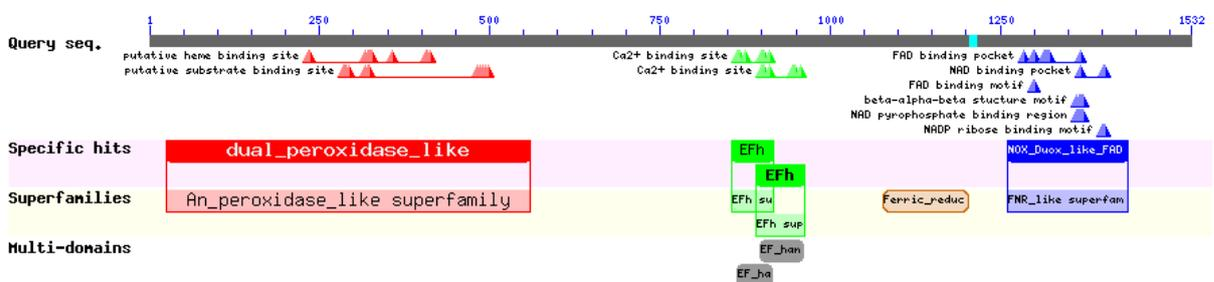 1 250 500 750 1000 1250 1532
Query seq.
putative heme binding site Ca2+ binding site FAD binding pocket
putative substrate binding site Ca2+ binding site NAD binding pocket
FAD binding motif
beta-alpha-beta stucture motif
NAD pyrophosphate binding region
NADP ribose binding motif
Specific hits dual_peroxidase_like EFh NOX_Duox_like_FAD
EFh
Superfamilies An_peroxidase_like superfamily EFh su Ferric_reduc FNR_like superfam
EFh sup
Multi-domains EF_han
EF_ha